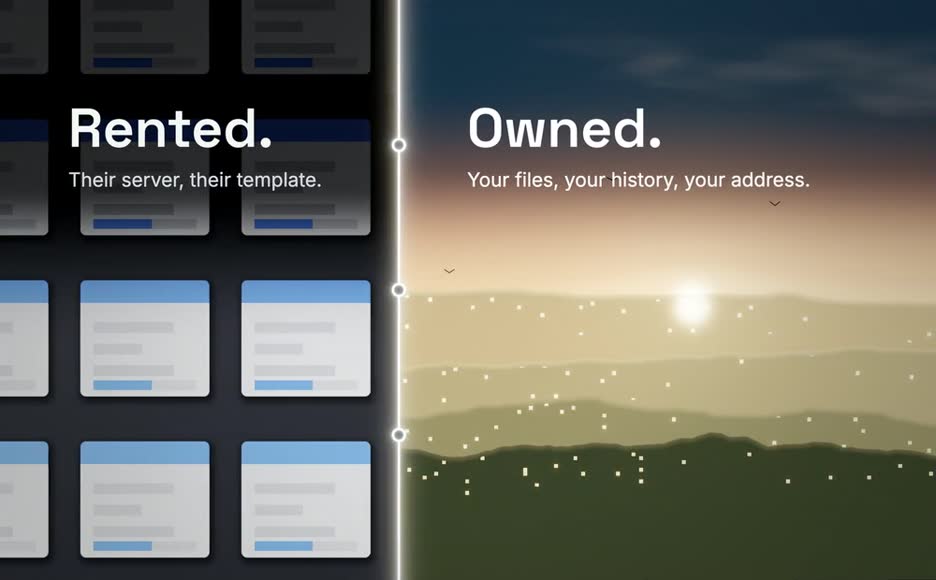 Rented.
Their server, their template.
Owned.
Your files, your history, your address.